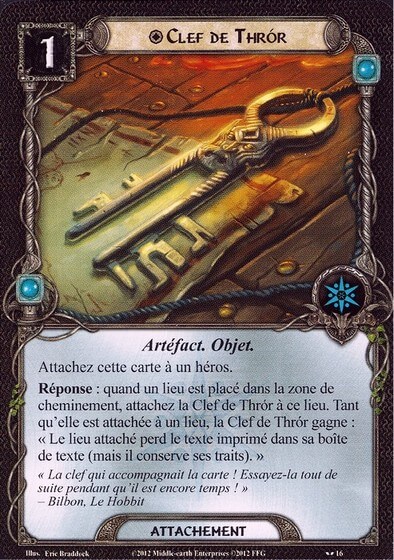 1
CLEF DE THRÓR
Artéfact. Objet.
Attachez cette carte à un héros.
Réponse : quand un lieu est placé dans la zone de
cheminement, attachez la Clef de Thrór à ce lieu. Tant
qu'elle est attachée à un lieu, la Clef de Thrór gagne :
« Le lieu attaché perd le texte imprimé dans sa boîte
de texte (mais il conserve ses traits). »
« La clef qui accompagnait la carte ! Essayez-la tout de
suite pendant qu'il est encore temps ! »
– Bilbon, Le Hobbit
ATTACHEMENT
Illus. Eric Braddock ©2012 Middle-earth Enterprises ©2012 FFG 16